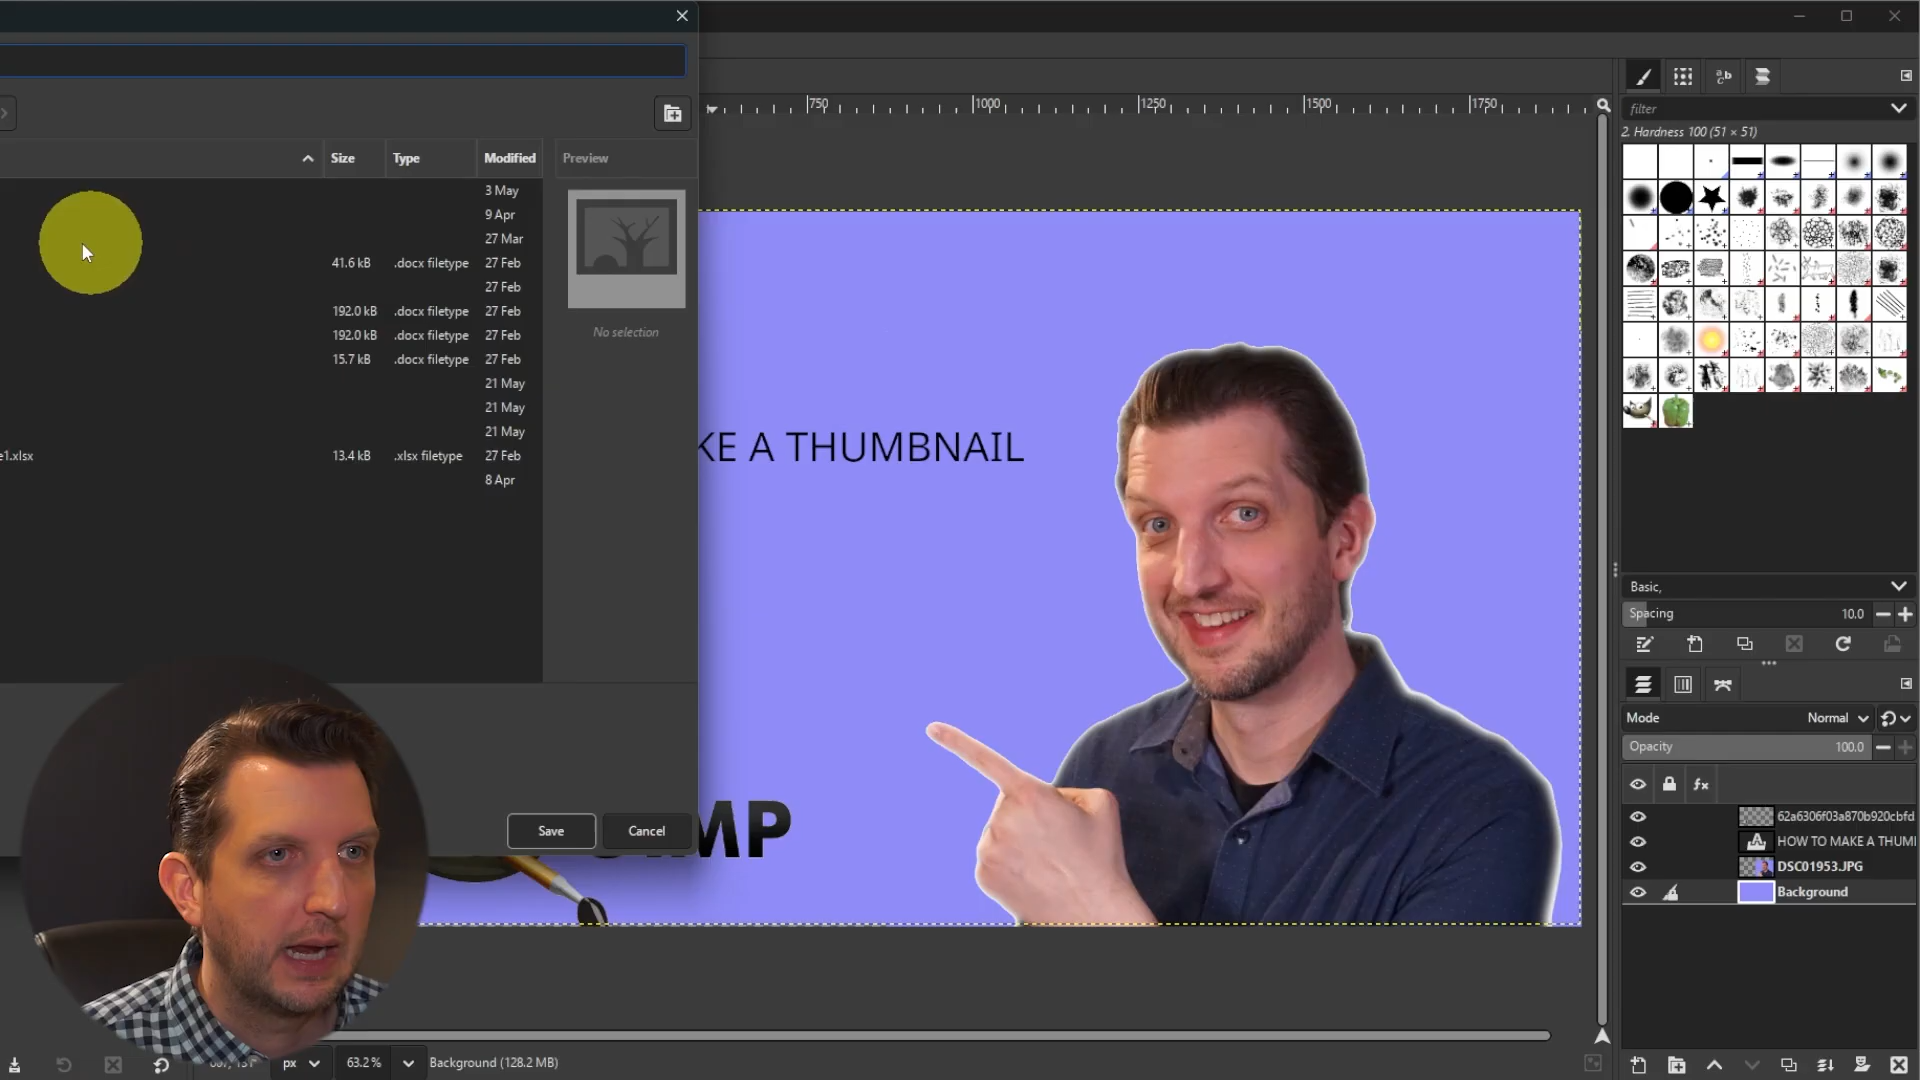 750 1000 1250 1500 1750
filter
2. Hardness 100 (51 × 51)
Size Type Modified Preview
3 May
9 Apr
27 Mar
41.6 kB .docx filetype 27 Feb
27 Feb
192.0 kB .docx filetype 27 Feb
192.0 kB .docx filetype 27 Feb
15.7 kB .docx filetype 27 Feb
21 May
21 May
21 May
e1.xlsx 13.4 kB .xlsx filetype 27 Feb
8 Apr
No selection
KE A THUMBNAIL
MP
Save Cancel
Basic,
Spacing 10.0
Mode Normal
Opacity 100.0
fx
62a6306f03a870b920cbfd
HOW TO MAKE A THUMI
DSC01953.JPG
Background
px 63.2 % Background (128.2 MB)